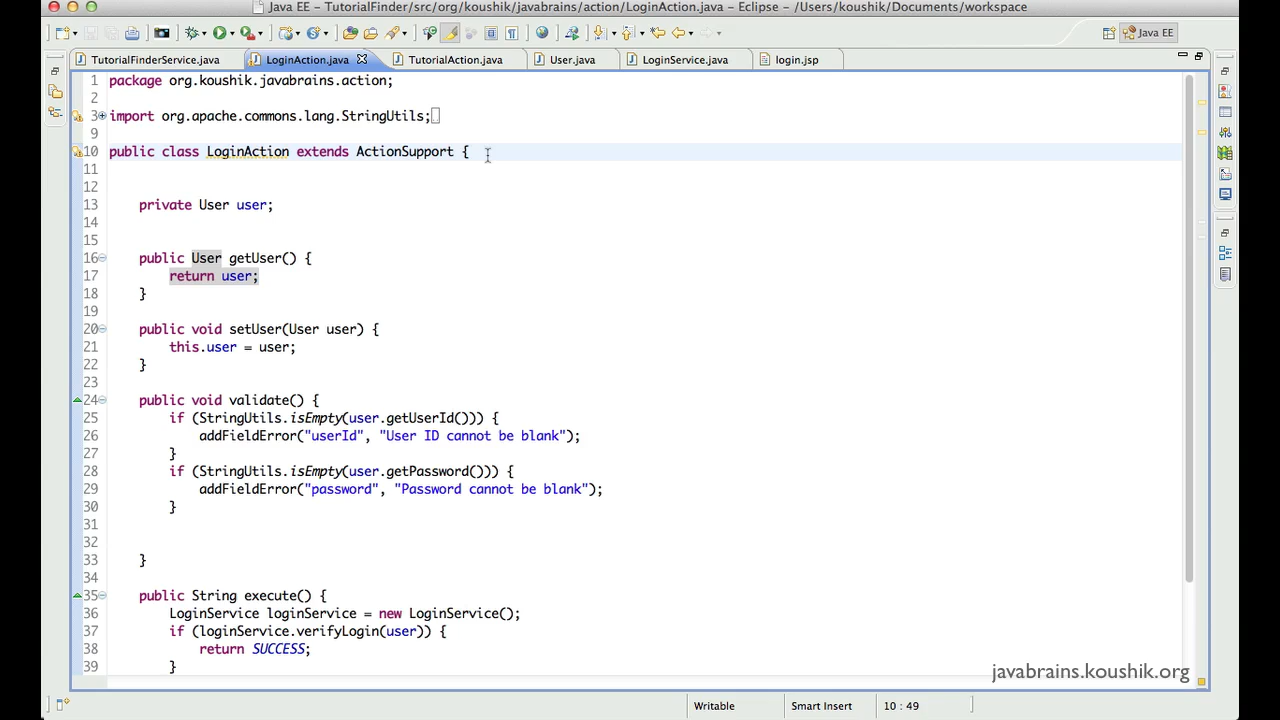 Java EE - TutorialFinder/src/org/koushik/javabrains/action/LoginAction.java - Eclipse - /Users/koushik/Documents/workspace
Java EE
TutorialFinderService.java LoginAction.java TutorialAction.java User.java LoginService.java login.jsp
1 package org.koushik.javabrains.action;
2
3 import org.apache.commons.lang.StringUtils;
9
10 public class LoginAction extends ActionSupport {
11
12
13 private User user;
14
15
16 public User getUser() {
17 return user;
18 }
19
20 public void setUser(User user) {
21 this.user = user;
22 }
23
24 public void validate() {
25 if (StringUtils.isEmpty(user.getUserId())) {
26 addFieldError("userId", "User ID cannot be blank");
27 }
28 if (StringUtils.isEmpty(user.getPassword())) {
29 addFieldError("password", "Password cannot be blank");
30 }
31
32
33 }
34
35 public String execute() {
36 LoginService loginService = new LoginService();
37 if (loginService.verifyLogin(user)) {
38 return SUCCESS;
39 }
javabrains.koushik.org
Writable Smart Insert 10 : 49